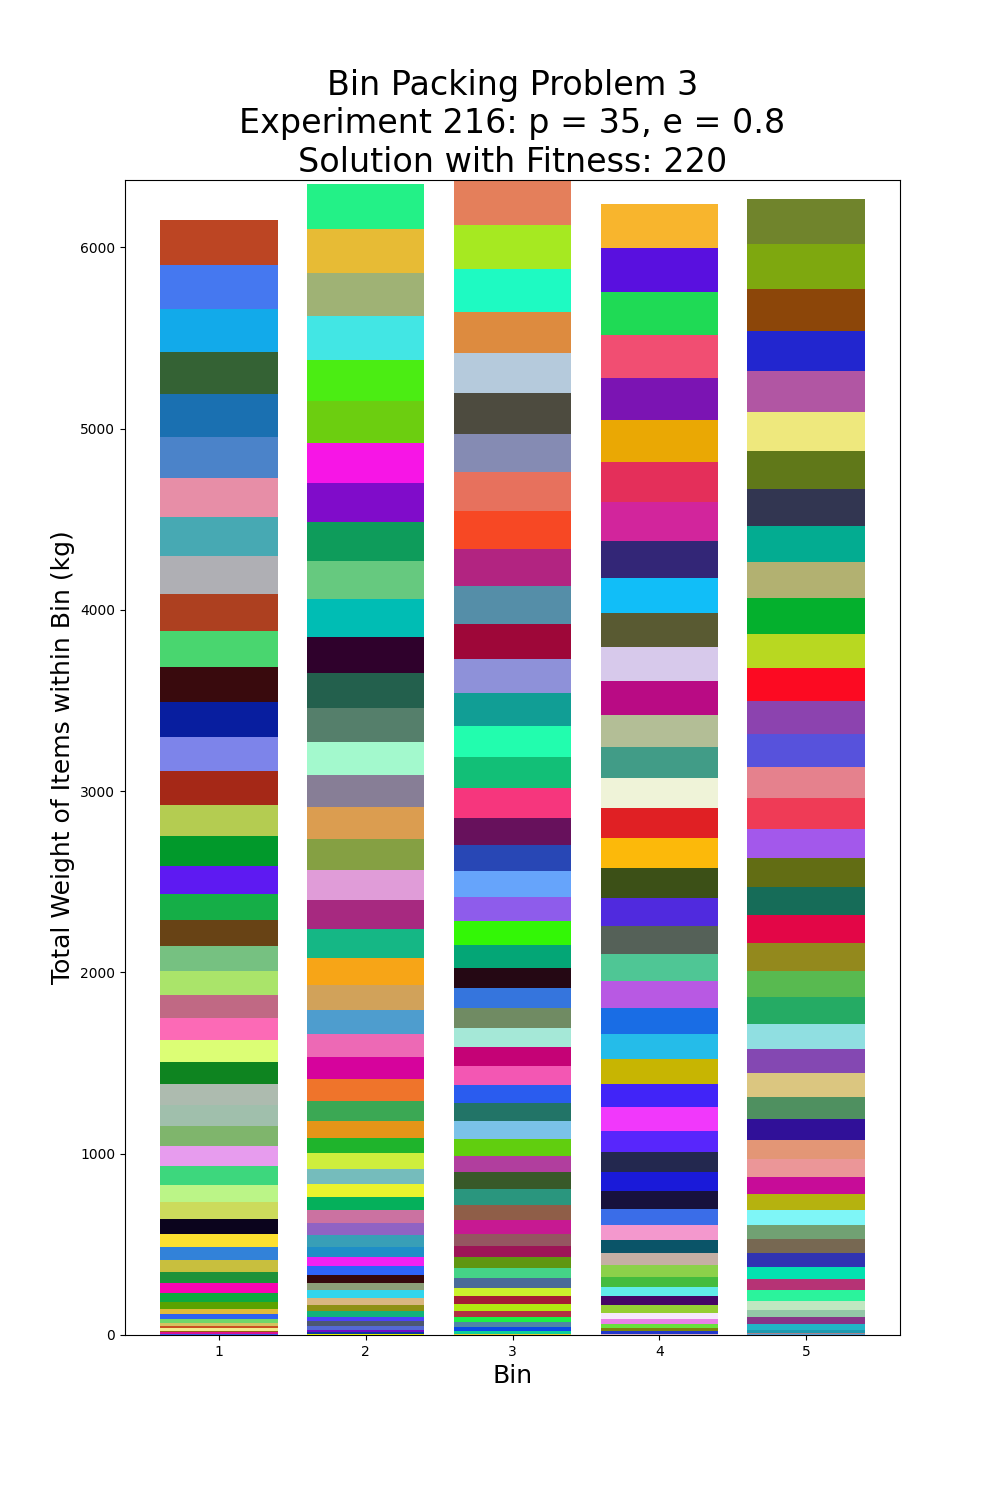 Bin Packing Problem 3
Experiment 216: p = 35, e = 0.8
Solution with Fitness: 220
Total Weight of Items within Bin (kg)
6000
5000
4000
3000
2000
1000
0
1 2 3 4 5
Bin